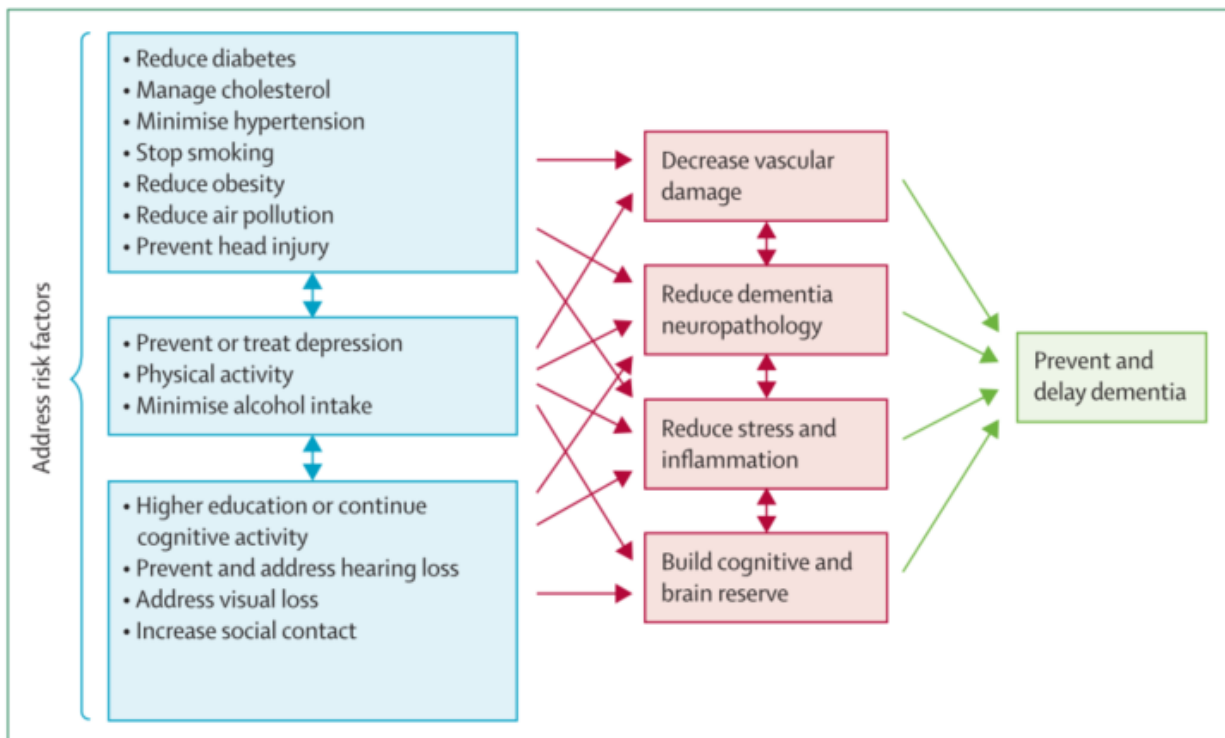 Address risk factors
• Reduce diabetes
• Manage cholesterol
• Minimise hypertension
• Stop smoking
• Reduce obesity
• Reduce air pollution
• Prevent head injury
• Prevent or treat depression
• Physical activity
• Minimise alcohol intake
• Higher education or continue
cognitive activity
• Prevent and address hearing loss
• Address visual loss
• Increase social contact
Decrease vascular
damage
Reduce dementia
neuropathology
Reduce stress and
inflammation
Build cognitive and
brain reserve
Prevent and
delay dementia